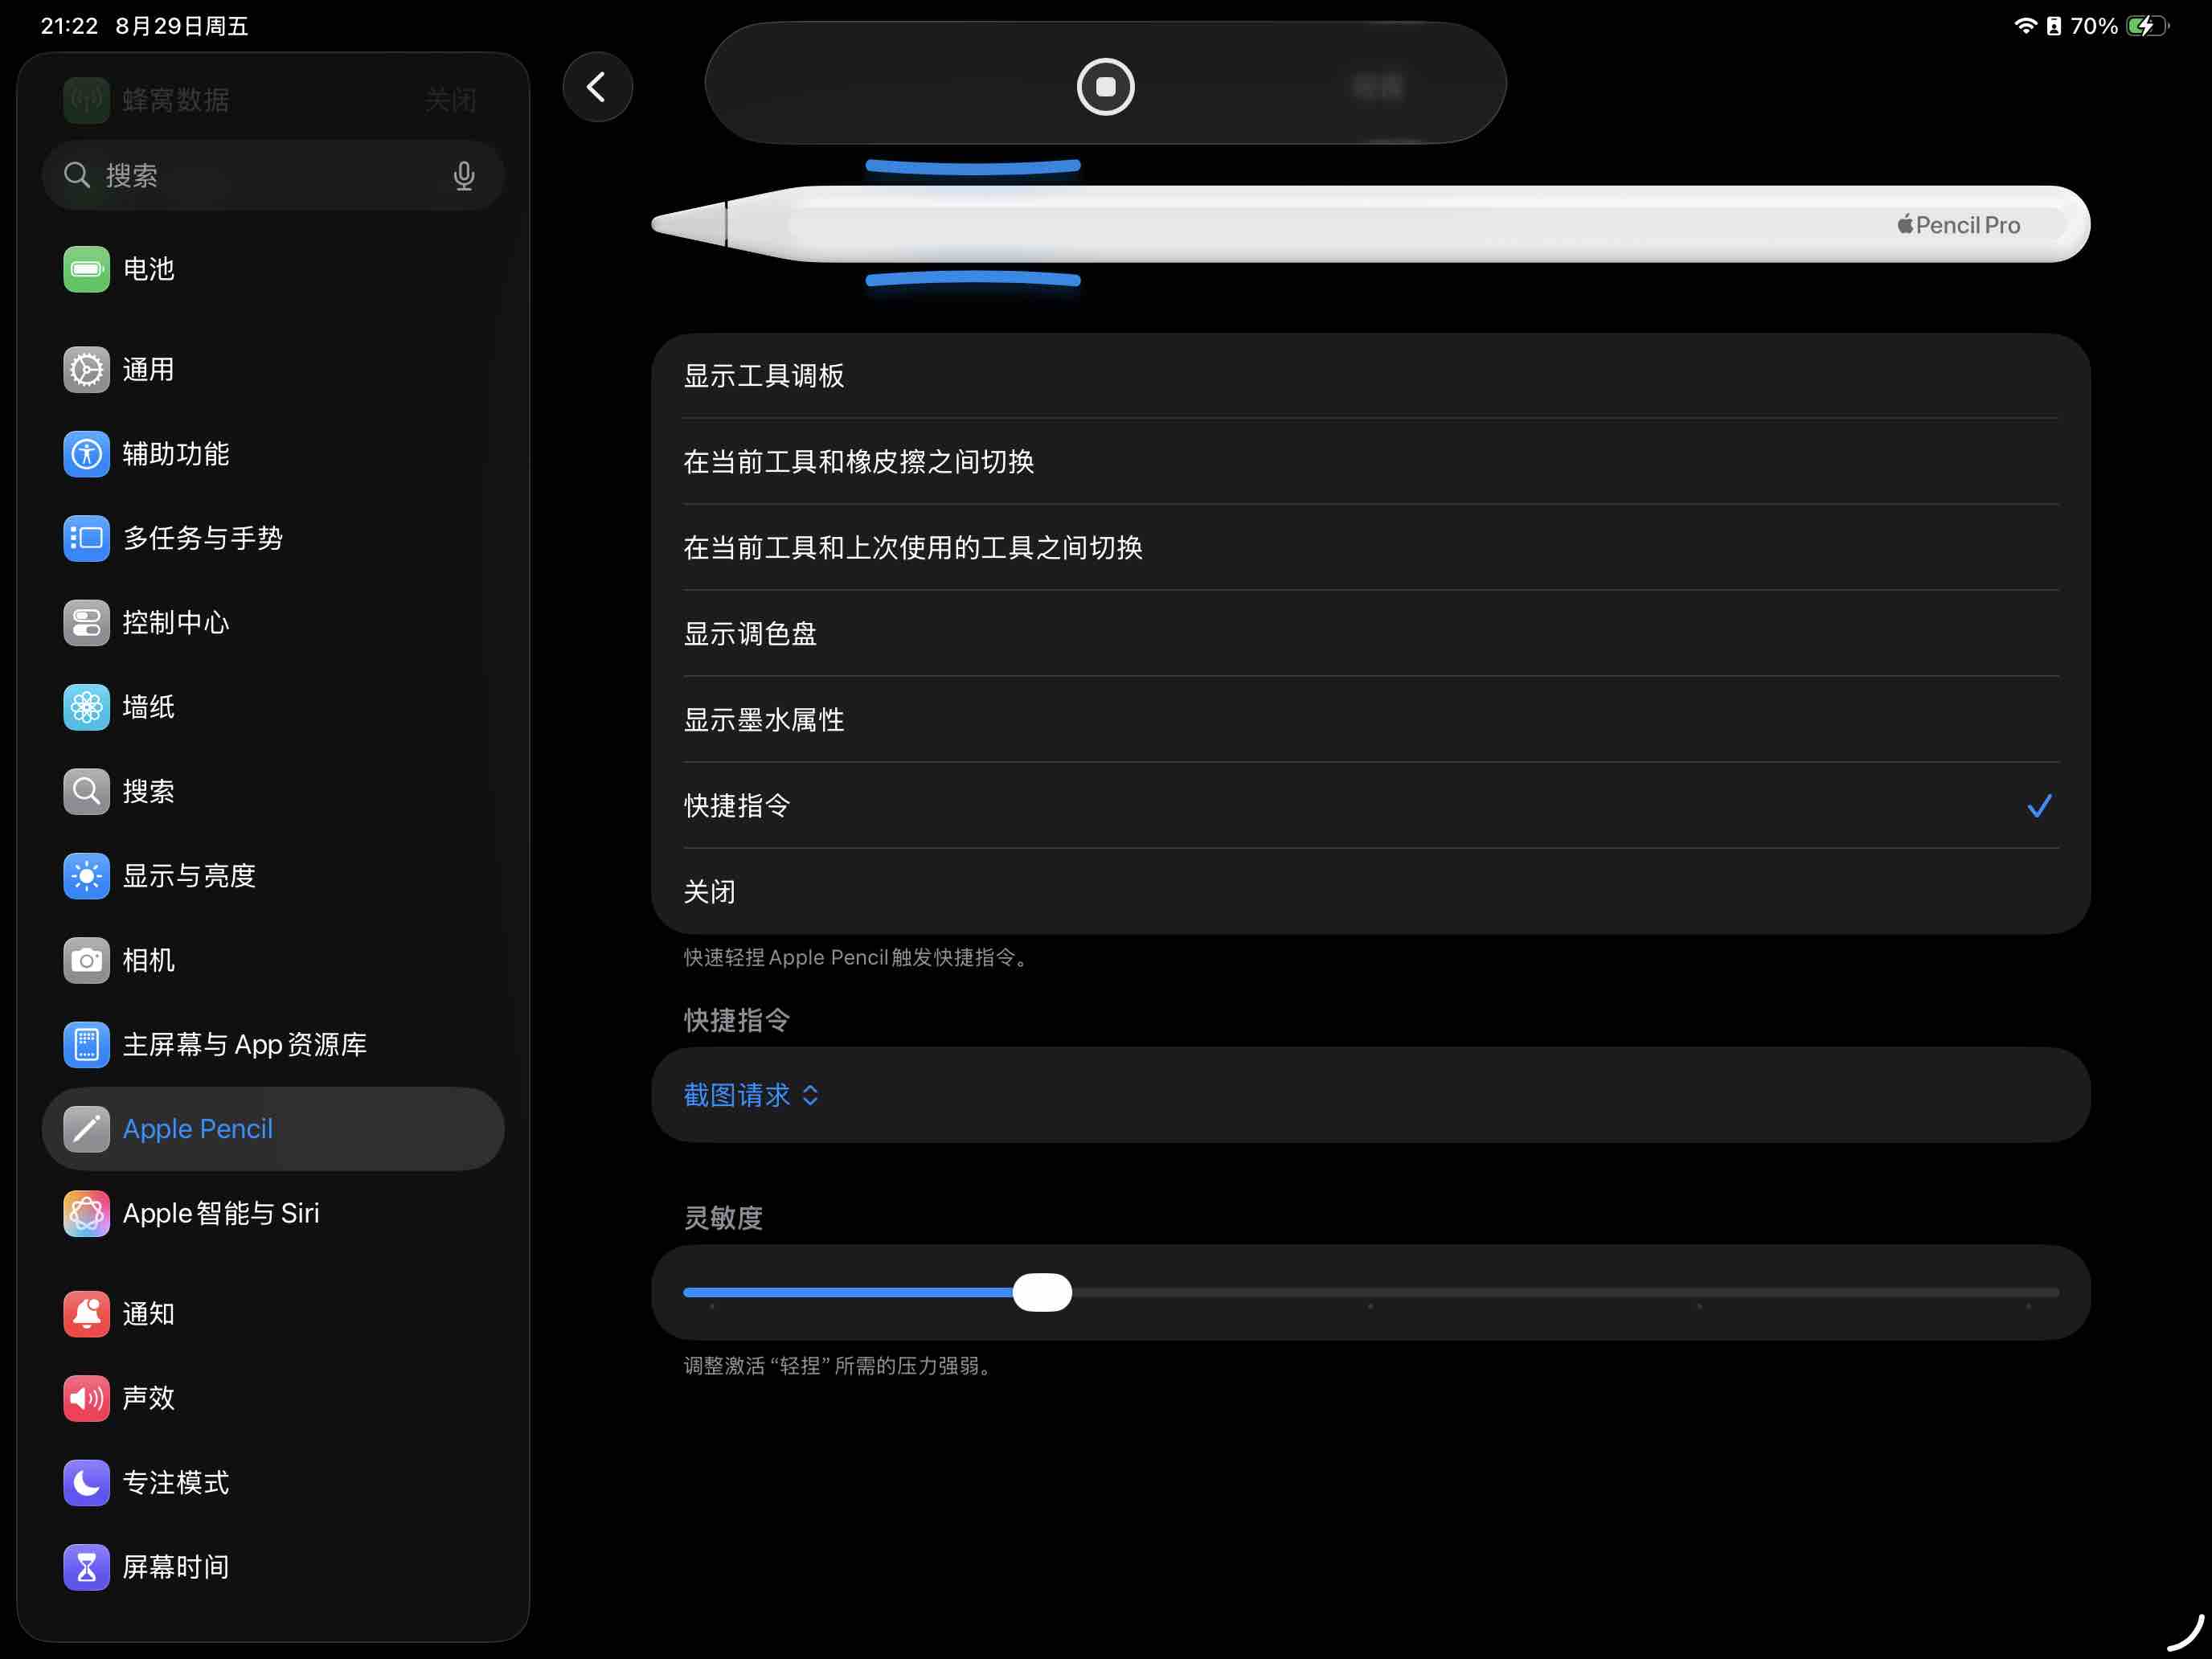 21:22 8月29日周五
70%
蜂窝数据 关闭
搜索
电池
通用
辅助功能
多任务与手势
控制中心
墙纸
搜索
显示与亮度
相机
主屏幕与 App 资源库
Apple Pencil
Apple 智能与 Siri
通知
声效
专注模式
屏幕时间
Pencil Pro
显示工具调板
在当前工具和橡皮擦之间切换
在当前工具和上次使用的工具之间切换
显示调色盘
显示墨水属性
快捷指令
关闭
快速轻捏 Apple Pencil 触发快捷指令。
快捷指令
截图请求
灵敏度
调整激活“轻捏”所需的压力强弱。